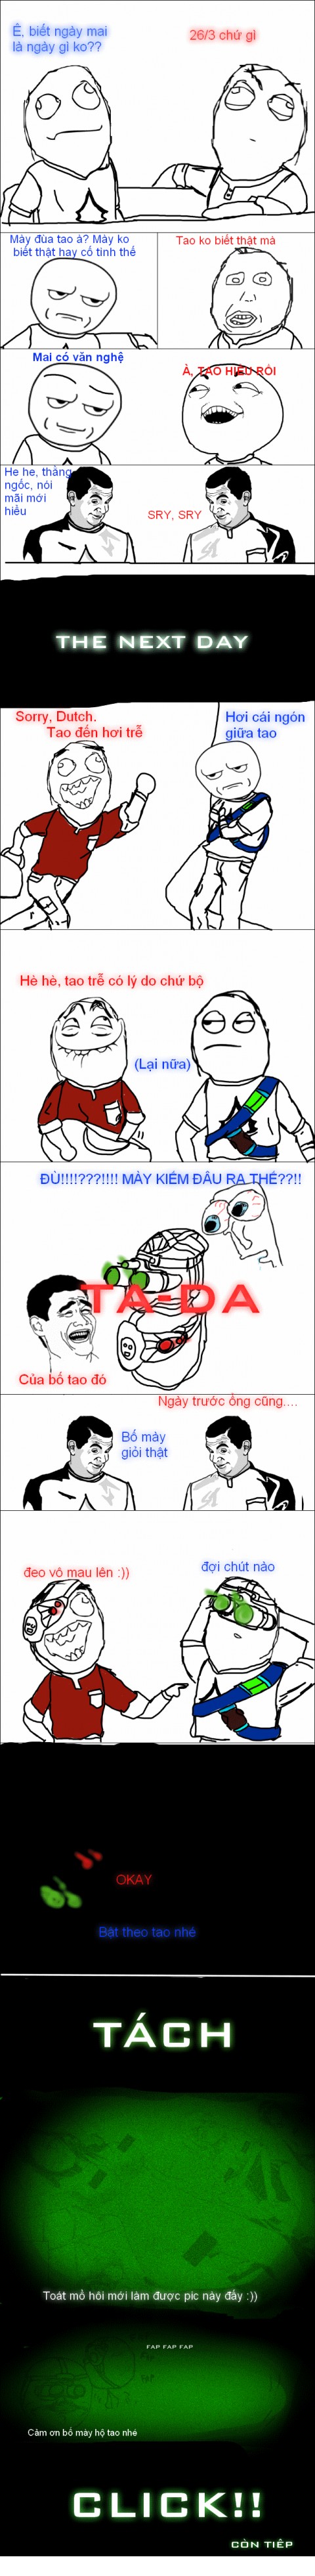 Ê, biết ngày mai
là ngày gì ko??
26/3 chứ gì
Mày đùa tao à? Mày ko
biết thật hay cố tình thế
Tao ko biết thật mà
Mai có văn nghệ
À, TAO HIỂU RỒI
He he, thằng
ngốc, nói
mãi mới
hiểu
SRY, SRY
THE NEXT DAY
Sorry, Dutch.
Tao đến hơi trễ
Hơi cái ngón
giữa tao
Hè hè, tao trễ có lý do chứ bộ
(Lại nữa)
ĐÙ!!!!???!!!! MÀY KIẾM ĐÂU RA THẾ??!!
TA-DA
Của bố tao đó
Ngày trước ổng cũng....
Bố mày
giỏi thật
đeo vô mau lên :))
đợi chút nào
OKAY
Bật theo tao nhé
TÁCH
Toát mồ hôi mới làm được pic này đấy :))
FAP FAP FAP
Cảm ơn bố mày hộ tao nhé
CLICK!!
CÒN TIẾP